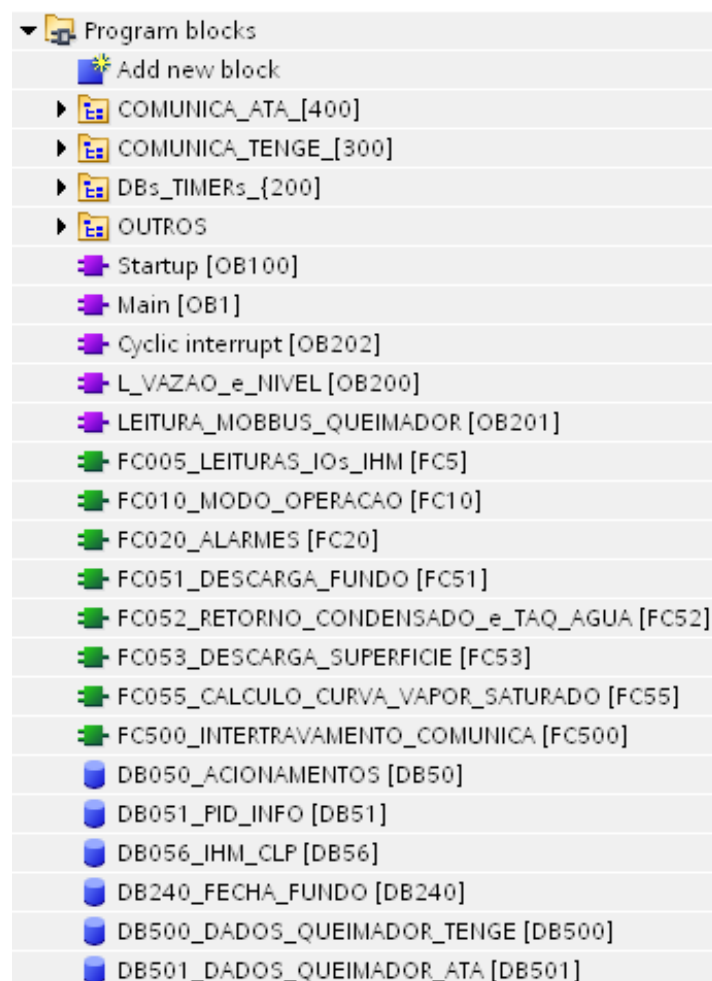 Program blocks
Add new block
COMUNICA_ATA_[400]
COMUNICA_TENGE_[300]
DBs_TIMERs_{200]
OUTROS
Startup [OB100]
Main [OB1]
Cyclic interrupt [OB202]
L_VAZAO_e_NIVEL [OB200]
LEITURA_MOBBUS_QUEIMADOR [OB201]
FC005_LEITURAS_IOs_IHM [FC5]
FC010_MODO_OPERACAO [FC10]
FC020_ALARMES [FC20]
FC051_DESCARGA_FUNDO [FC51]
FC052_RETORNO_CONDENSADO_e_TAQ_AGUA [FC52]
FC053_DESCARGA_SUPERFICIE [FC53]
FC055_CALCULO_CURVA_VAPOR_SATURADO [FC55]
FC500_INTERTRAVAMENTO_COMUNICA [FC500]
DB050_ACIONAMENTOS [DB50]
DB051_PID_INFO [DB51]
DB056_IHM_CLP [DB56]
DB240_FECHA_FUNDO [DB240]
DB500_DADOS_QUEIMADOR_TENGE [DB500]
DB501_DADOS_QUEIMADOR_ATA [DB501]